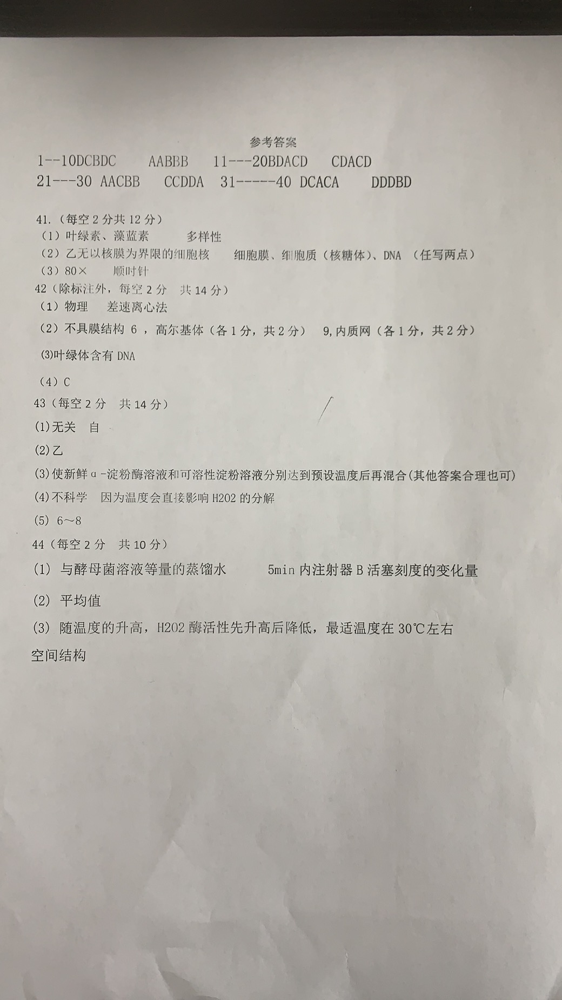 参考答案
1--10DCBDC AABBB 11---20BDACD CDACD
21---30 AACBB CCDDA 31-----40 DCACA DDDBD
41.（每空 2 分共 12 分）
（1）叶绿素、藻蓝素 多样性
（2）乙无以核膜为界限的细胞核 细胞膜、细胞质（核糖体）、DNA （任写两点）
（3）80× 顺时针
42（除标注外，每空 2 分 共 14 分）
（1）物理 差速离心法
（2）不具膜结构 6 ，高尔基体（各 1 分，共 2 分） 9,内质网（各 1 分，共 2 分）
⑶叶绿体含有 DNA
（4）C
43（每空 2 分 共 14 分）
(1)无关 自
(2)乙
(3)使新鲜α-淀粉酶溶液和可溶性淀粉溶液分别达到预设温度后再混合(其他答案合理也可)
(4)不科学 因为温度会直接影响 H2O2 的分解
(5) 6～8
44（每空 2 分 共 10 分）
(1) 与酵母菌溶液等量的蒸馏水 5min 内注射器 B 活塞刻度的变化量
(2) 平均值
(3) 随温度的升高，H2O2 酶活性先升高后降低，最适温度在 30℃左右
空间结构